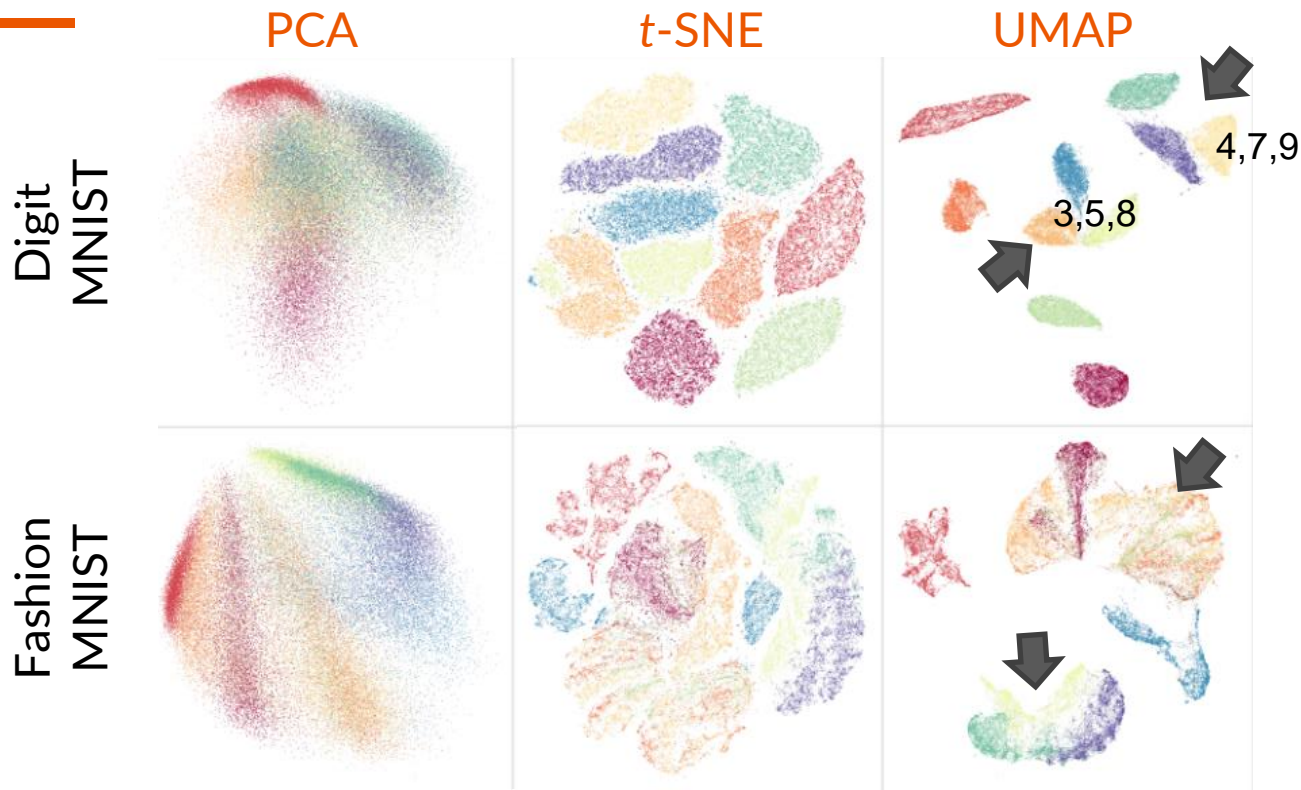 PCA
t-SNE
UMAP
Digit
MNIST
4,7,9
3,5,8
Fashion
MNIST